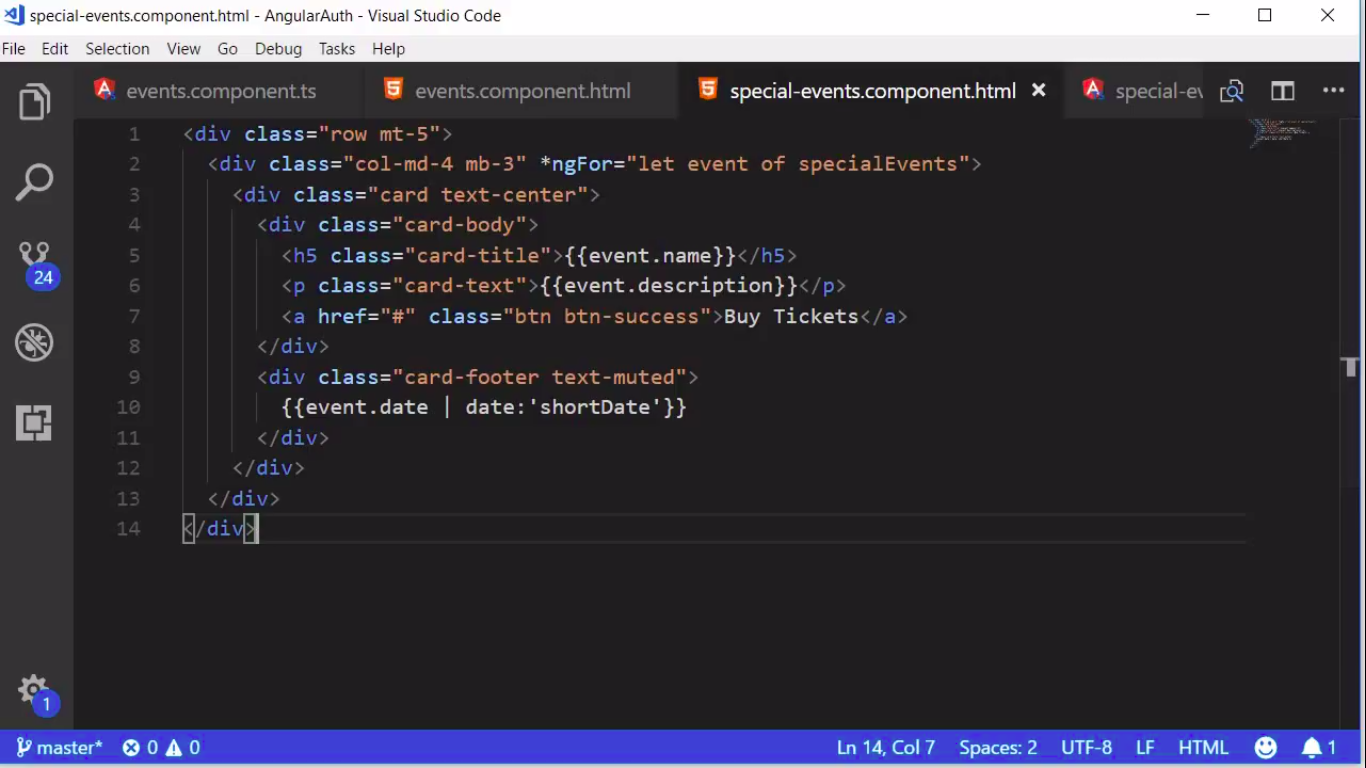 special-events.component.html - AngularAuth - Visual Studio Code
File Edit Selection View Go Debug Tasks Help
events.component.ts events.component.html special-events.component.html special-ev
1 <div class="row mt-5">
2 <div class="col-md-4 mb-3" *ngFor="let event of specialEvents">
3 <div class="card text-center">
4 <div class="card-body">
5 <h5 class="card-title">{{event.name}}</h5>
6 <p class="card-text">{{event.description}}</p>
7 <a href="#" class="btn btn-success">Buy Tickets</a>
8 </div>
9 <div class="card-footer text-muted">
10 {{event.date | date:'shortDate'}}
11 </div>
12 </div>
13 </div>
14 </div>
24
1
master* 0 0 Ln 14, Col 7 Spaces: 2 UTF-8 LF HTML 1